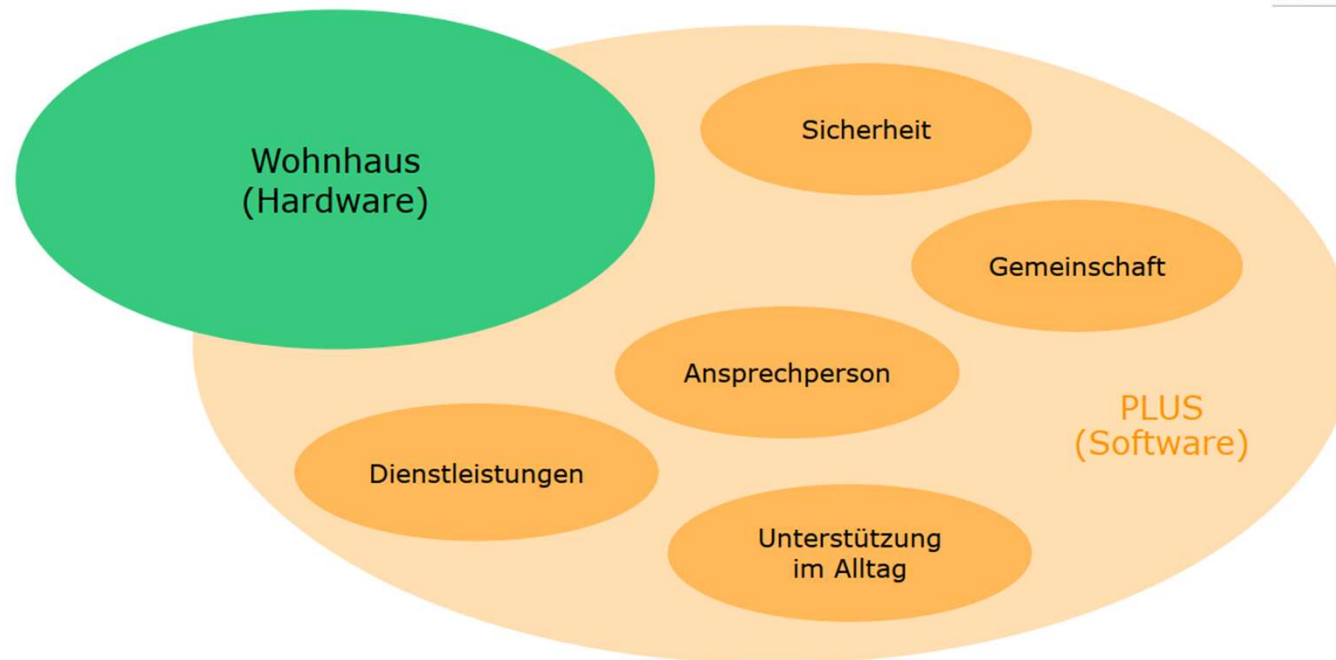 Wohnhaus
(Hardware)
Sicherheit
Gemeinschaft
Ansprechperson
PLUS
(Software)
Dienstleistungen
Unterstützung
im Alltag